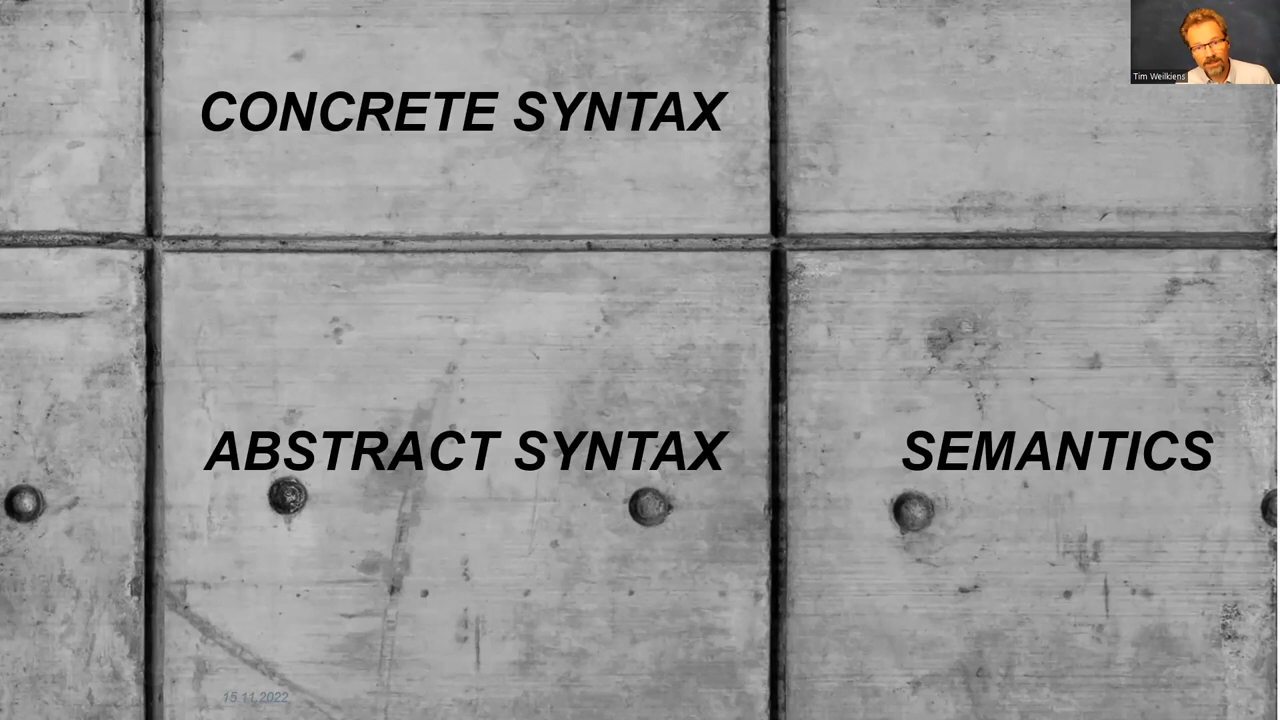 Tim Weilkiens
CONCRETE SYNTAX
ABSTRACT SYNTAX
SEMANTICS
15.11.2022